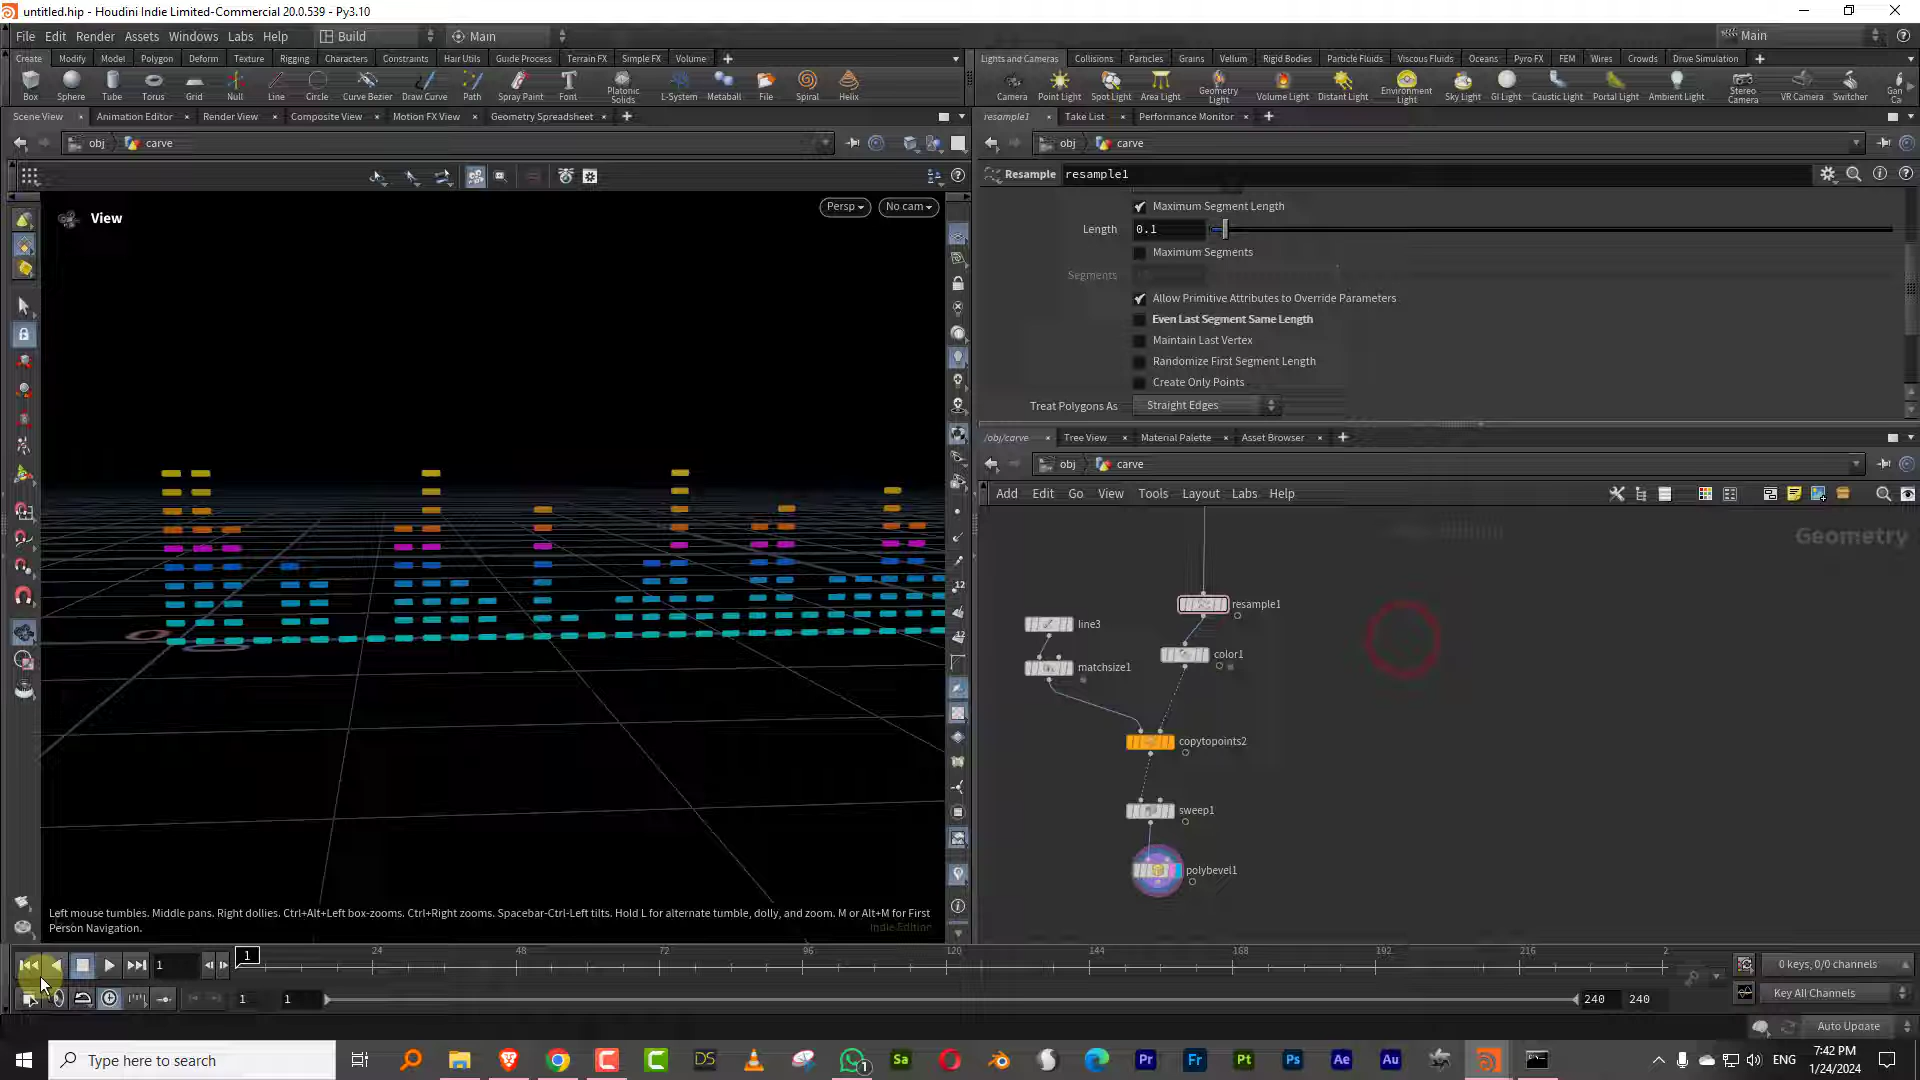 untitled.hip - Houdini Indie Limited-Commercial 20.0.539 - Py3.10
File Edit Render Assets Windows Labs Help Build Main Main
Create Modify Model Polygon Deform Texture Rigging Characters Constraints Hair Utils Guide Process Terrain FX Simple FX Volume
Lights and Cameras Collisions Particles Grains Vellum Rigid Bodies Particle Fluids Viscous Fluids Oceans Pyro FX FEM Wires Crowds Drive Simulation
Box Sphere Tube Torus Grid Null Line Circle Curve Bezier Draw Curve Path Spray Paint Font Platonic Solids L-System Metaball File Spiral Helix
Camera Point Light Spot Light Area Light Geometry Light Volume Light Distant Light Environment Light Sky Light GI Light Caustic Light Portal Light Ambient Light Stereo Camera VR Camera Switcher
Scene View Animation Editor Render View Composite View Motion FX View Geometry Spreadsheet
resample1 Take List Performance Monitor
obj carve
obj carve
Resample resample1
View
Persp
No cam
Maximum Segment Length
Length 0.1
Maximum Segments
Segments
Allow Primitive Attributes to Override Parameters
Even Last Segment Same Length
Maintain Last Vertex
Randomize First Segment Length
Create Only Points
Treat Polygons As Straight Edges
/obj/carve Tree View Material Palette Asset Browser
obj carve
Add Edit Go View Tools Layout Labs Help
Geometry
resample1
line3
color1
matchsize1
copytopoints2
sweep1
polybevel1
12
12
Left mouse tumbles. Middle pans. Right dollies. Ctrl+Alt+Left box-zooms. Ctrl+Right zooms. Spacebar-Ctrl-Left tilts. Hold L for alternate tumble, dolly, and zoom. M or Alt+M for First
Person Navigation.
Indie Edition
1 1 24 48 72 96 120 144 168 192 216 2
0 keys, 0/0 channels
1 1 240 240
Key All Channels
Auto Update
Type here to search
ENG
7:42 PM
1/24/2024